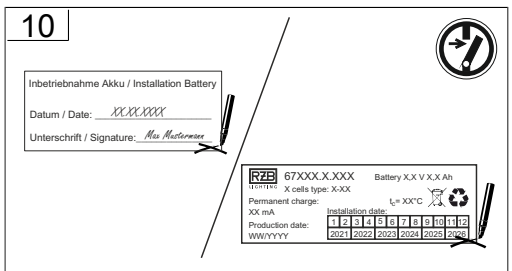 10
Inbetriebnahme Akku / Installation Battery
Datum / Date: XX.XX.XXXX
Unterschrift / Signature: Max Mustermann
RZB 67XXX.X.XXX Battery X,X V X,X Ah
LIGHTING X cells type: X-XX
Permanent charge: tc= XX°C
XX mA Installation date:
1 2 3 4 5 6 7 8 9 10 11 12
Production date:
WW/YYYY 2021 2022 2023 2024 2025 2026